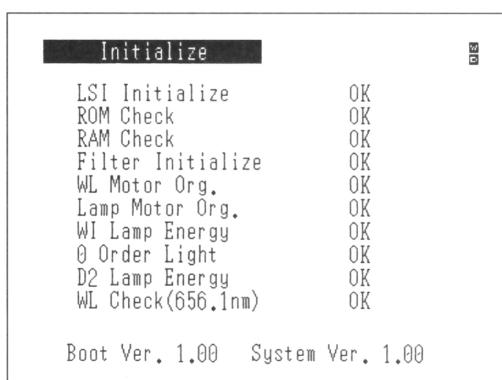 Initialize
W
D
LSI Initialize OK
ROM Check OK
RAM Check OK
Filter Initialize OK
WL Motor Org. OK
Lamp Motor Org. OK
WI Lamp Energy OK
0 Order Light OK
D2 Lamp Energy OK
WL Check(656.1nm) OK
Boot Ver. 1.00 System Ver. 1.00